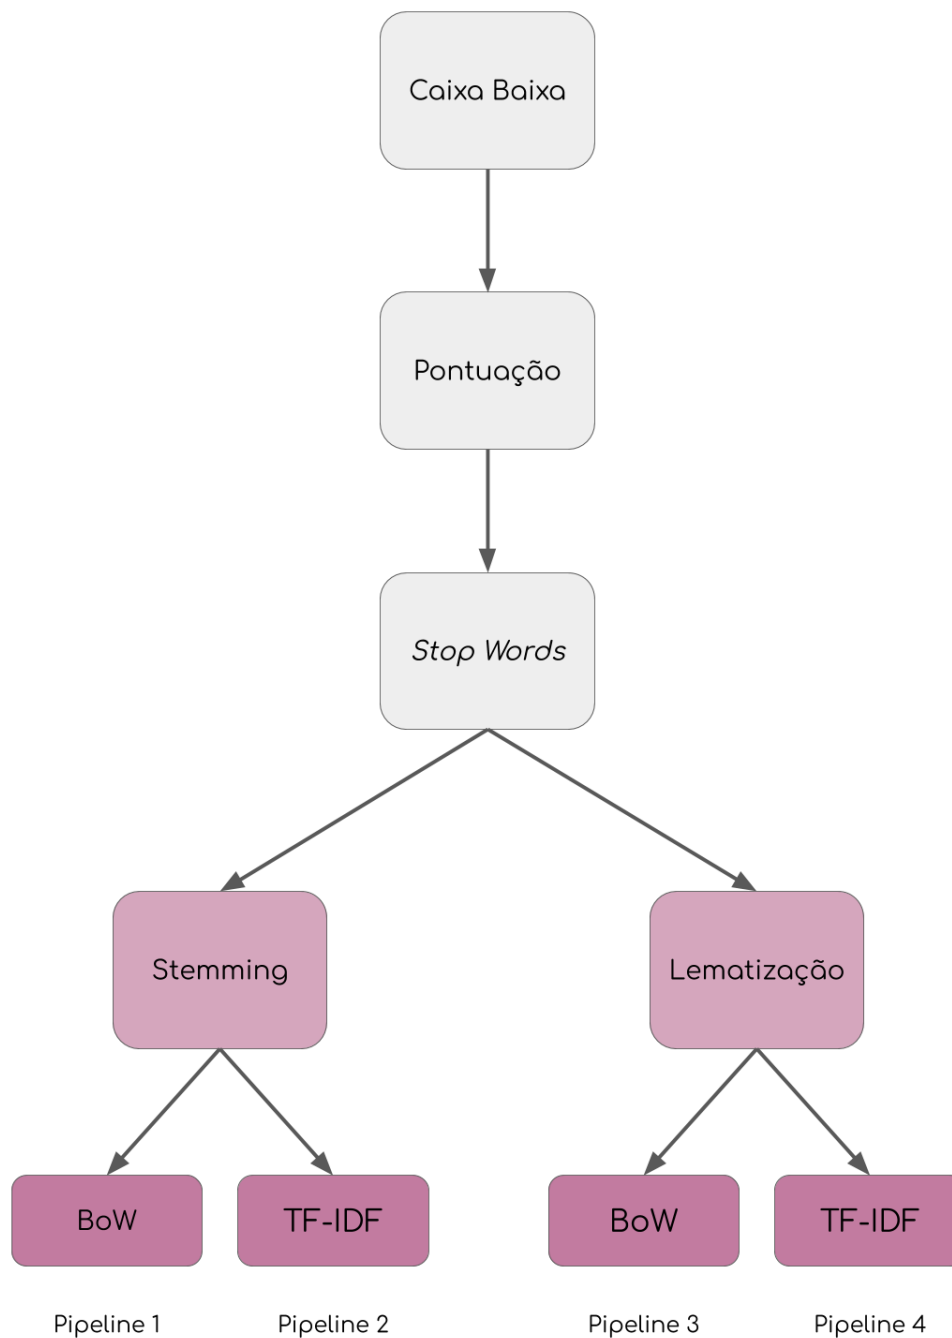 Caixa Baixa
Pontuação
Stop Words
Stemming
Lematização
BoW
TF-IDF
BoW
TF-IDF
Pipeline 1
Pipeline 2
Pipeline 3
Pipeline 4